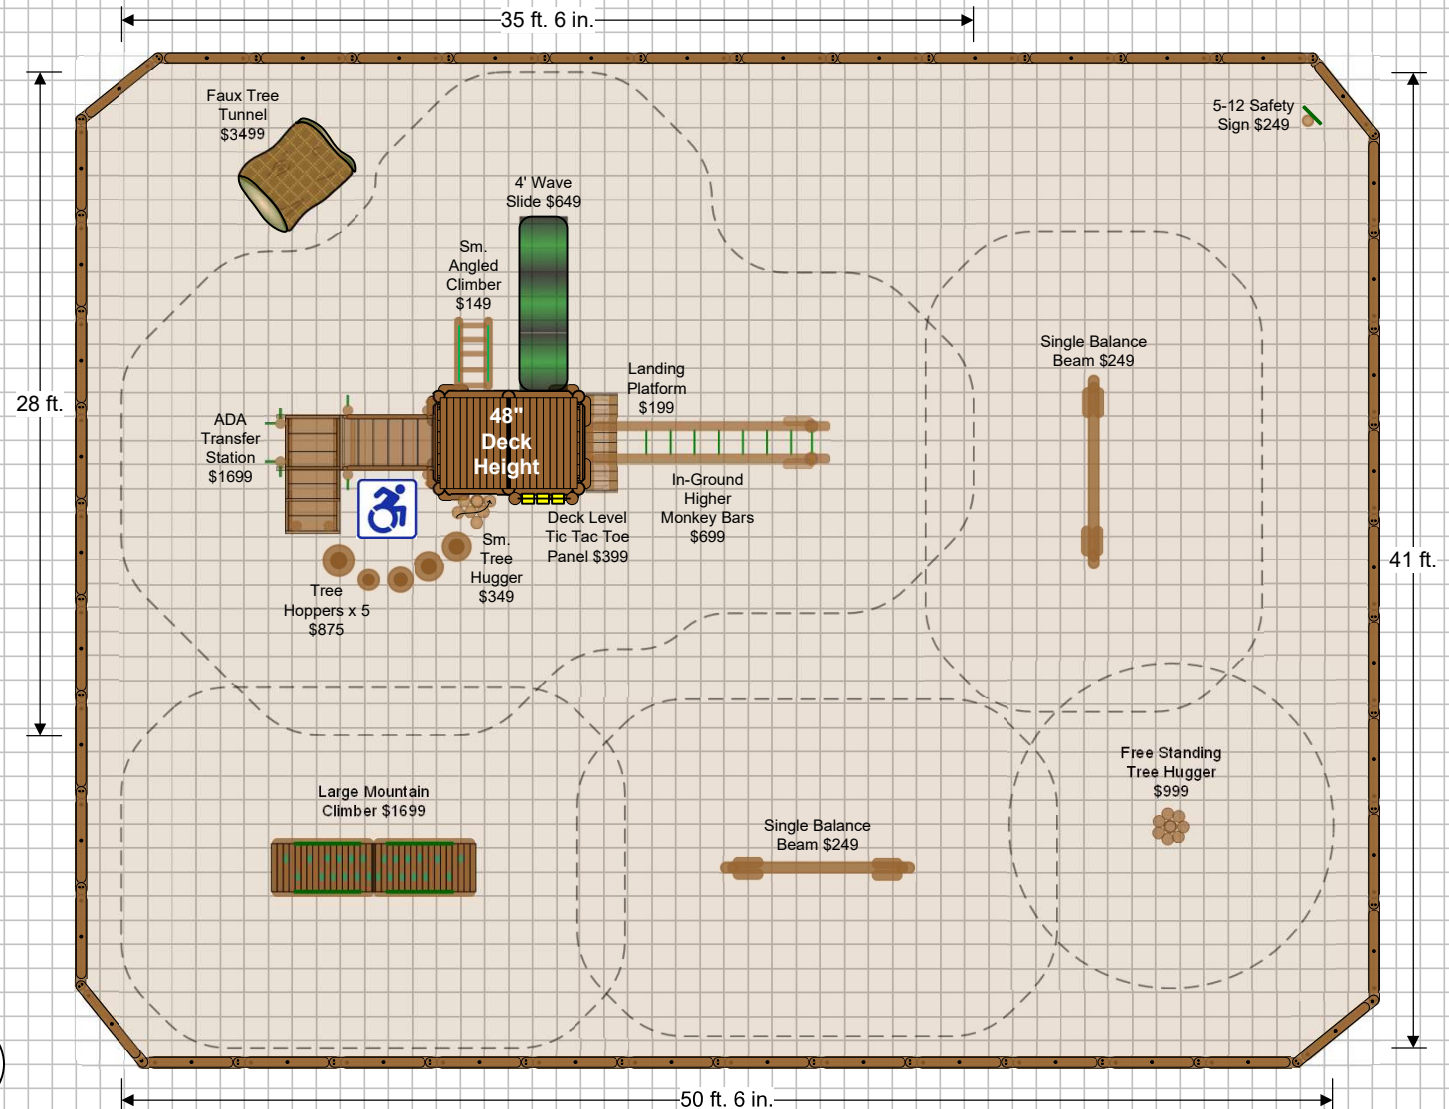 35 ft. 6 in.
Faux Tree
Tunnel
$3499
5-12 Safety
Sign $249
4' Wave
Slide $649
Sm.
Angled
Climber
$149
Single Balance
Beam $249
Landing
Platform
$199
28 ft.
48"
Deck
Height
ADA
Transfer
Station
$1699
In-Ground
Higher
Monkey Bars
$699
Deck Level
Tic Tac Toe
Panel $399
Sm.
Tree
Hugger
$349
41 ft.
Tree
Hoppers x 5
$875
Free Standing
Tree Hugger
$999
Large Mountain
Climber $1699
Single Balance
Beam $249
50 ft. 6 in.